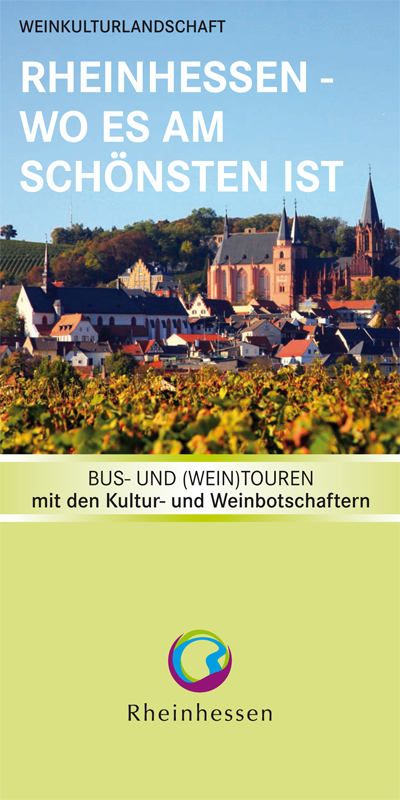 WEINKULTURLANDSCHAFT
RHEINHESSEN -
WO ES AM
SCHÖNSTEN IST
BUS- UND (WEIN)TOUREN
mit den Kultur- und Weinbotschaftern
Rheinhessen